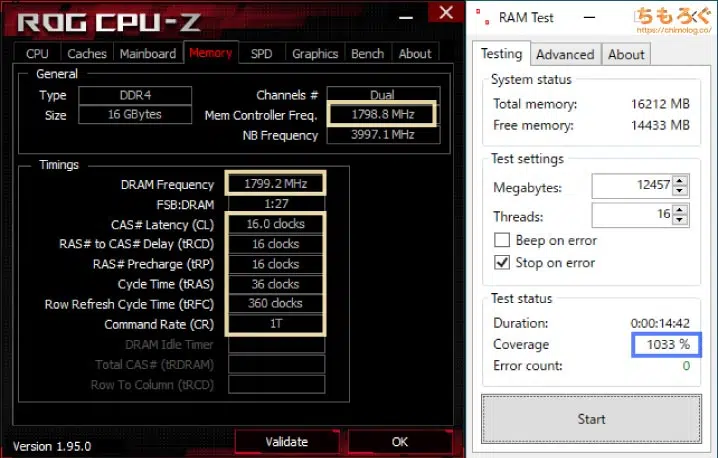 ROG CPU-Z
CPU Caches Mainboard Memory SPD Graphics Bench About
General
Type DDR4 Channels # Dual
Size 16 GBytes Mem Controller Freq. 1798.8 MHz
NB Frequency 3997.1 MHz
Timings
DRAM Frequency 1799.2 MHz
FSB:DRAM 1:27
CAS# Latency (CL) 16.0 clocks
RAS# to CAS# Delay (tRCD) 16 clocks
RAS# Precharge (tRP) 16 clocks
Cycle Time (tRAS) 36 clocks
Row Refresh Cycle Time (tRFC) 360 clocks
Command Rate (CR) 1T
DRAM Idle Timer
Total CAS# (tRDRAM)
Row To Column (tRCD)
Version 1.95.0 Validate OK
RAM Test
ちもろぐ
https://chimolog.co/
Testing Advanced About
System status
Total memory: 16212 MB
Free memory: 14433 MB
Test settings
Megabytes: 12457
Threads: 16
Beep on error
Stop on error
Test status
Duration: 0:00:14:42
Coverage 1033 %
Error count: 0
Start